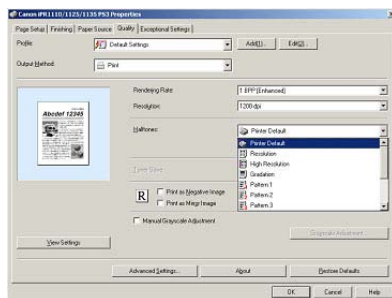 Canon iPR1110/1125/1135 PS3 Properties
Page Setup Finishing Paper Source Quality Exceptional Settings
Profile: Default Settings Add(1)... Edit(2)...
Output Method: Print
Rendering Rate: 1 BPP [Enhanced]
Resolution: 1200 dpi
Halftones: Printer Default
Abcdef 12345
Printer Default
Resolution
High Resolution
Gradation
Pattern 1
Pattern 2
Pattern 3
Toner Save:
R
Print as Negative Image
Print as Mirror Image
Manual Grayscale Adjustment
Grayscale Adjustment
View Settings
Advanced Settings... About Restore Defaults
OK Cancel Help